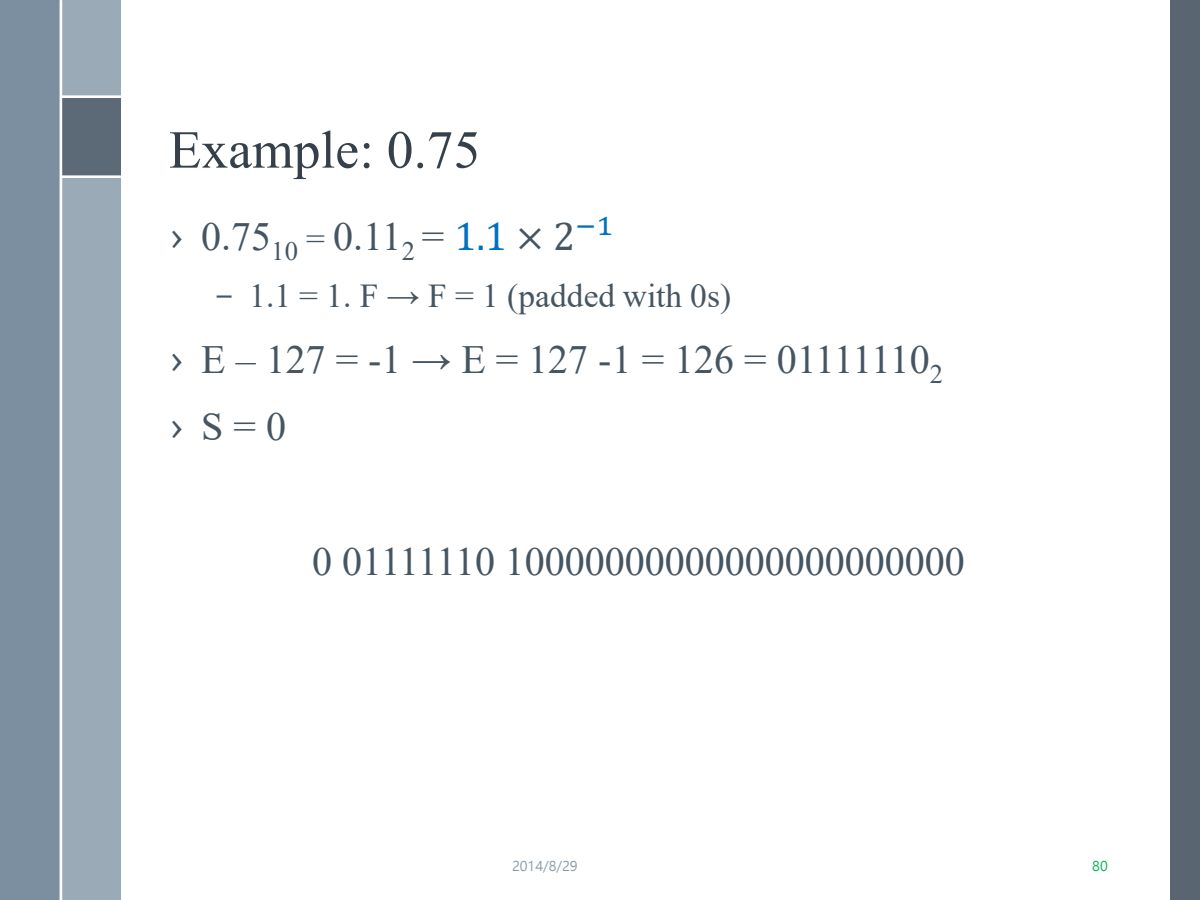 Example: 0.75
› 0.75₁₀ = 0.11₂ = 1.1 × 2⁻¹
– 1.1 = 1. F → F = 1 (padded with 0s)
› E – 127 = -1 → E = 127 -1 = 126 = 01111110₂
› S = 0
0 01111110 100000000000000000000000
2014/8/29
80